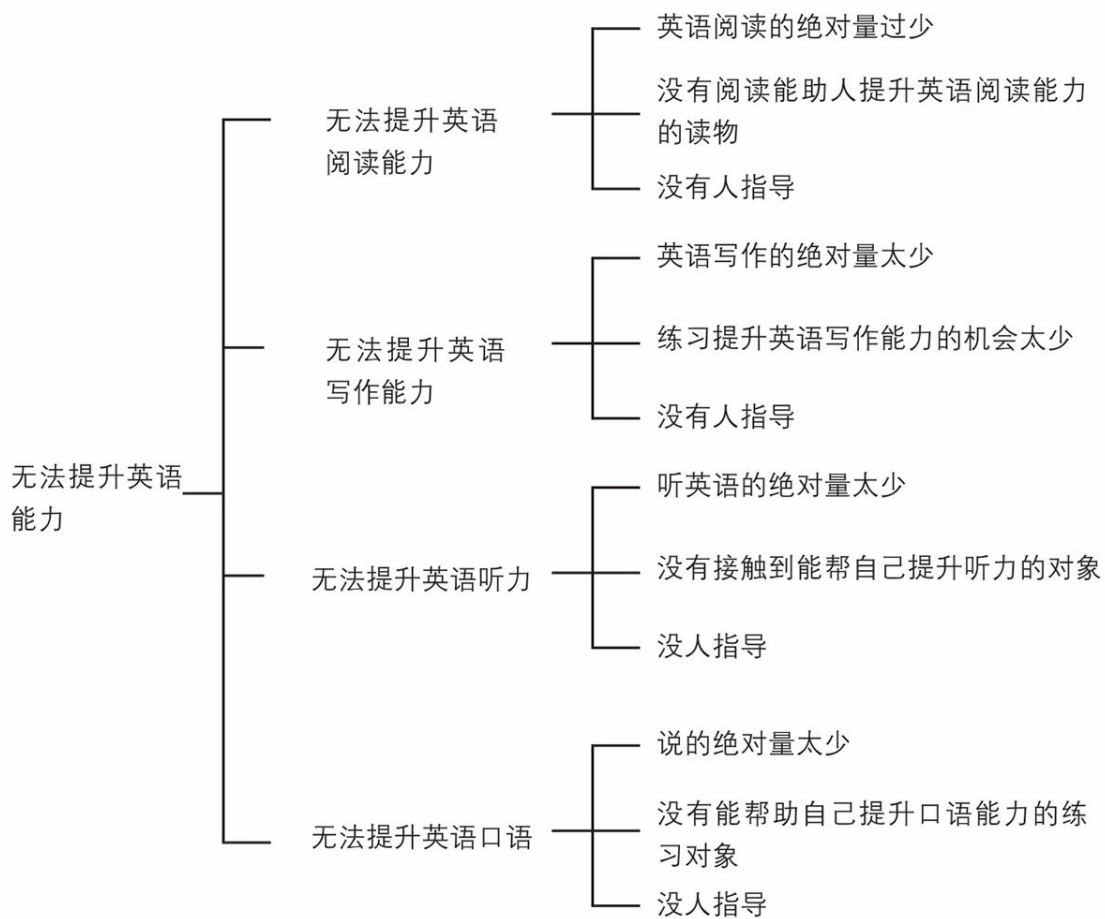 无法提升英语
能力
无法提升英语
阅读能力
英语阅读的绝对量过少
没有阅读能助人提升英语阅读能力
的读物
没有人指导
无法提升英语
写作能力
英语写作的绝对量太少
练习提升英语写作能力的机会太少
没有人指导
无法提升英语听力
听英语的绝对量太少
没有接触到能帮自己提升听力的对象
没人指导
无法提升英语口语
说的绝对量太少
没有能帮助自己提升口语能力的练
习对象
没人指导